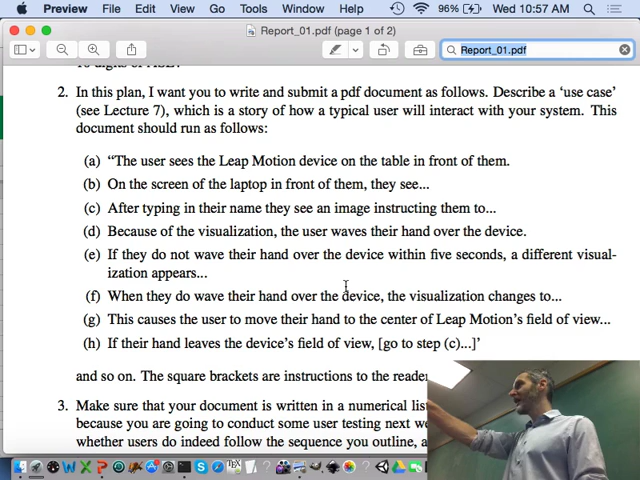 Preview File Edit View Go Tools Window Help 96% Wed 10:57 AM
Report_01.pdf (page 1 of 2)
Report_01.pdf
2. In this plan, I want you to write and submit a pdf document as follows. Describe a ‘use case’
(see Lecture 7), which is a story of how a typical user will interact with your system. This
document should run as follows:
(a) “The user sees the Leap Motion device on the table in front of them.
(b) On the screen of the laptop in front of them, they see...
(c) After typing in their name they see an image instructing them to...
(d) Because of the visualization, the user waves their hand over the device.
(e) If they do not wave their hand over the device within five seconds, a different visual-
ization appears...
(f) When they do wave their hand over the device, the visualization changes to...
(g) This causes the user to move their hand to the center of Leap Motion’s field of view...
(h) If their hand leaves the device’s field of view, [go to step (c)...]’
and so on. The square brackets are instructions to the reader
3. Make sure that your document is written in a numerical list
because you are going to conduct some user testing next
whether users do indeed follow the sequence you outline,